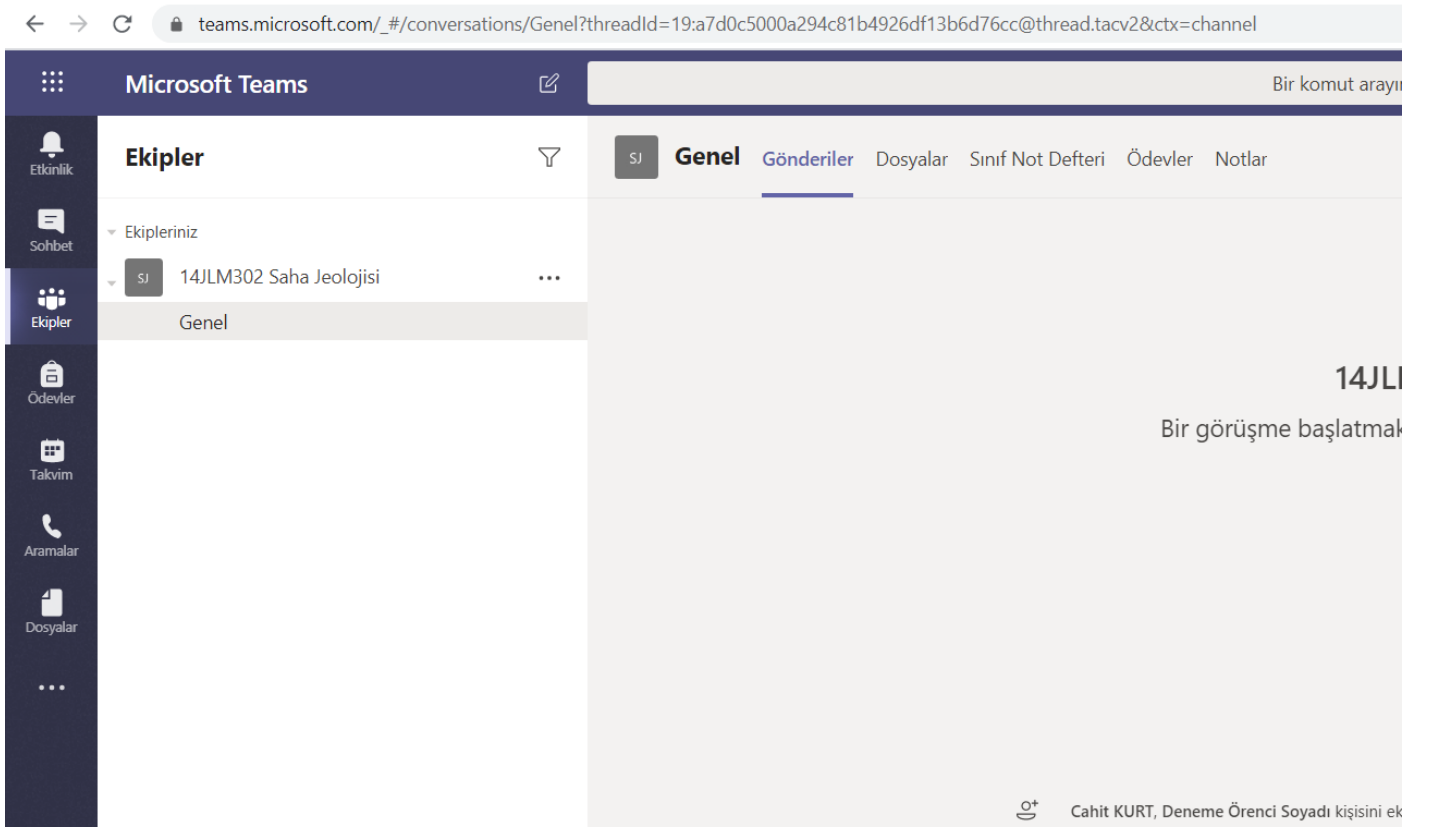 teams.microsoft.com/_#/conversations/Genel?threadId=19:a7d0c5000a294c81b4926df13b6d76cc@thread.tacv2&ctx=channel
Microsoft Teams
Bir komut arayın
Etkinlik
Sohbet
Ekipler
Ödevler
Takvim
Aramalar
Dosyalar
Ekipler
Ekipleriniz
SJ 14JLM302 Saha Jeolojisi
Genel
SJ Genel Gönderiler Dosyalar Sınıf Not Defteri Ödevler Notlar
14JL
Bir görüşme başlatmak
Cahit KURT, Deneme Örenci Soyadı kişisini ek